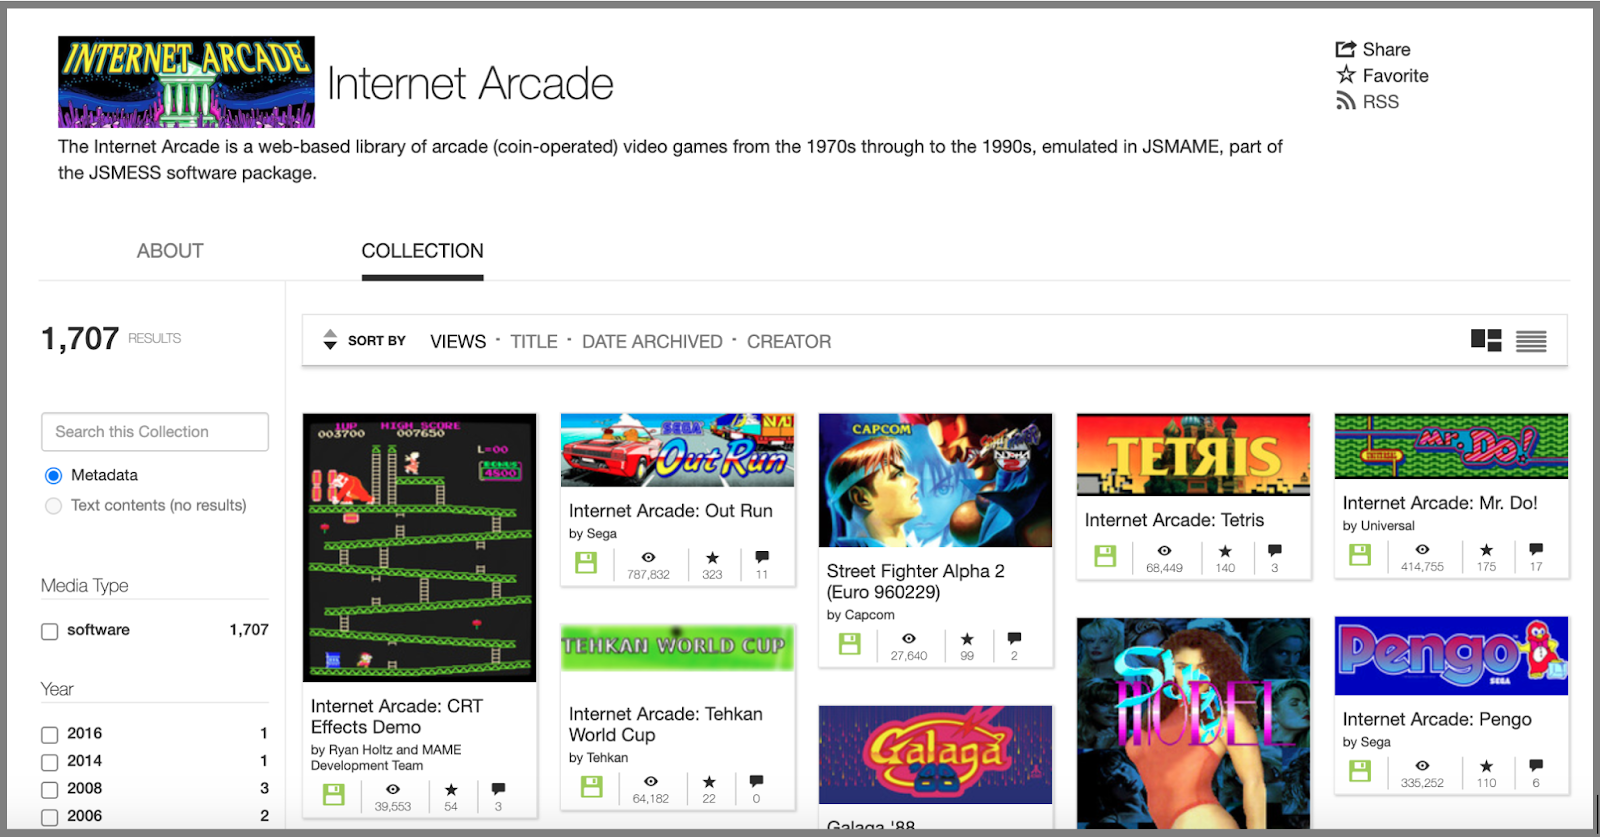 INTERNET ARCADE
Internet Arcade
Share
Favorite
RSS
The Internet Arcade is a web-based library of arcade (coin-operated) video games from the 1970s through to the 1990s, emulated in JSMAME, part of
the JSMESS software package.
ABOUT
COLLECTION
1,707 RESULTS
SORT BY VIEWS · TITLE · DATE ARCHIVED · CREATOR
Search this Collection
Metadata
Text contents (no results)
Media Type
software 1,707
Year
2016 1
2014 1
2008 3
2006 2
1UP HIGH SCORE
003700 007650
L=00
BONUS
4800
Internet Arcade: CRT
Effects Demo
by Ryan Holtz and MAME
Development Team
39,553 54 3
SEGA
Out Run
Internet Arcade: Out Run
by Sega
787,832 323 11
TEHKAN WORLD CUP
Internet Arcade: Tehkan
World Cup
by Tehkan
64,182 22 0
CAPCOM
Street Fighter Alpha 2
(Euro 960229)
by Capcom
27,640 99 2
Galaga
'88
Galaga '88
TETRIS
Internet Arcade: Tetris
by Universal
68,449 140 3
MODEL
Mr. Do!
UNIVERSAL
Internet Arcade: Mr. Do!
by Universal
414,755 175 17
Pengo
SEGA
Internet Arcade: Pengo
by Sega
335,252 110 6